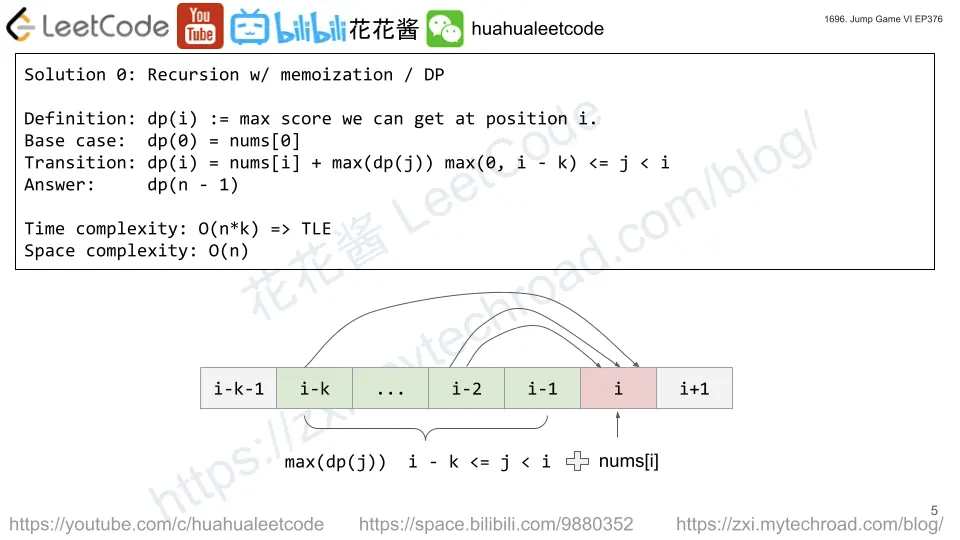 LeetCode You Tube bilibili 花花酱 huahualeetcode
1696. Jump Game VI EP376
Solution 0: Recursion w/ memoization / DP
Definition: dp(i) := max score we can get at position i.
Base case: dp(0) = nums[0]
Transition: dp(i) = nums[i] + max(dp(j)) max(0, i - k) <= j < i
Answer: dp(n - 1)
Time complexity: O(n*k) => TLE
Space complexity: O(n)
花花酱 LeetCode
https://zxi.mytechroad.com/blog/
i-k-1 i-k ... i-2 i-1 i i+1
max(dp(j)) i - k <= j < i nums[i]
5
https://youtube.com/c/huahualeetcode https://space.bilibili.com/9880352 https://zxi.mytechroad.com/blog/